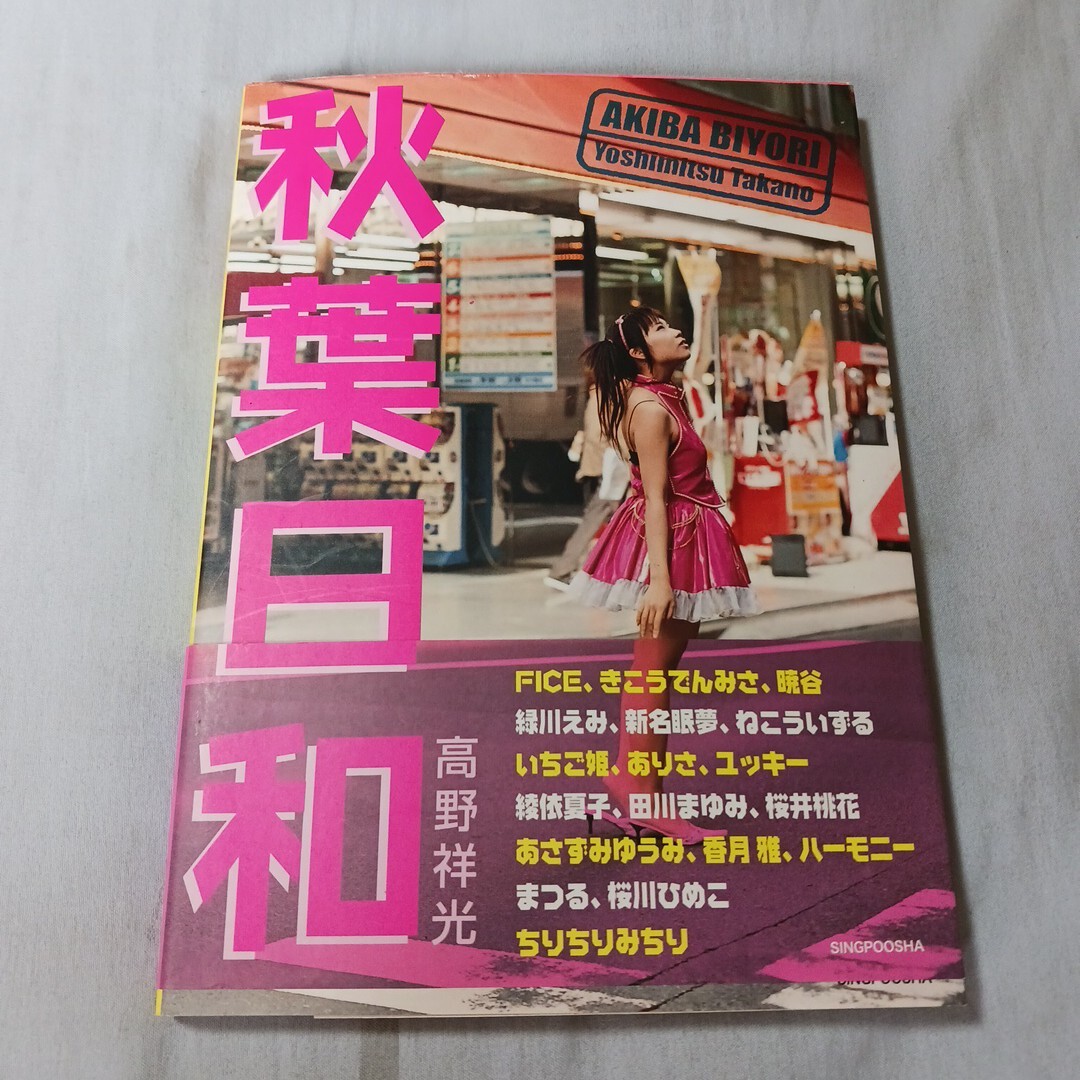 秋葉日和
AKIBA BIYORI
Yoshimitsu Takano
高野祥光
FICE、きこうでんみさ、暁谷
緑川えみ、新名眠夢、ねこういずる
いちご姫、ありさ、ユッキー
綾依夏子、田川まゆみ、桜井桃花
あさずみゆうみ、香月雅、ハーモニー
まつる、桜川ひめこ
ちりちりみちり
SINGPOOSHA
SINGPOOSHA